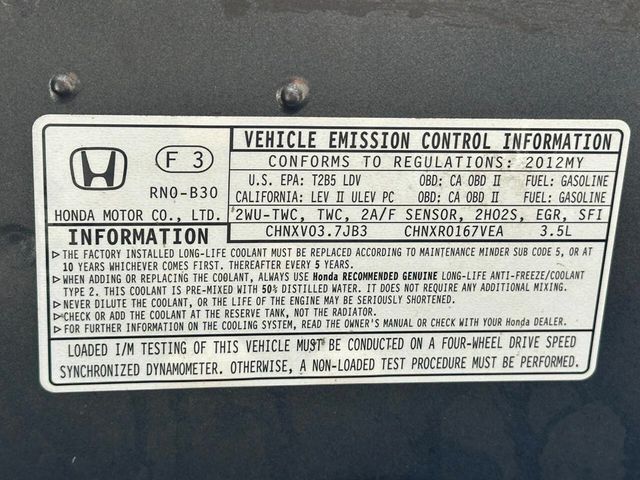 F 3
RN0-B30
HONDA MOTOR CO., LTD.
VEHICLE EMISSION CONTROL INFORMATION
CONFORMS TO REGULATIONS: 2012MY
U.S. EPA: T2B5 LDV OBD: CA OBD II FUEL: GASOLINE
CALIFORNIA: LEV II ULEV PC OBD: CA OBD II FUEL: GASOLINE
2WU-TWC, TWC, 2A/F SENSOR, 2HO2S, EGR, SFI
CHNXV03.7JB3 CHNXR0167VEA 3.5L
INFORMATION
▷THE FACTORY INSTALLED LONG-LIFE COOLANT MUST BE REPLACED ACCORDING TO MAINTENANCE MINDER SUB CODE 5, OR AT
10 YEARS WHICHEVER COMES FIRST. THEREAFTER EVERY 5 YEARS.
▷WHEN ADDING OR REPLACING THE COOLANT, ALWAYS USE Honda RECOMMENDED GENUINE LONG-LIFE ANTI-FREEZE/COOLANT
TYPE 2. THIS COOLANT IS PRE-MIXED WITH 50% DISTILLED WATER. IT DOES NOT REQUIRE ANY ADDITIONAL MIXING.
▷NEVER DILUTE THE COOLANT, OR THE LIFE OF THE ENGINE MAY BE SERIOUSLY SHORTENED.
▷CHECK OR ADD THE COOLANT AT THE RESERVE TANK, NOT THE RADIATOR.
▷FOR FURTHER INFORMATION ON THE COOLING SYSTEM, READ THE OWNER'S MANUAL OR CHECK WITH YOUR Honda DEALER.
LOADED I/M TESTING OF THIS VEHICLE MUST BE CONDUCTED ON A FOUR-WHEEL DRIVE SPEED
SYNCHRONIZED DYNAMOMETER. OTHERWISE, A NON-LOADED TEST PROCEDURE MUST BE PERFORMED.